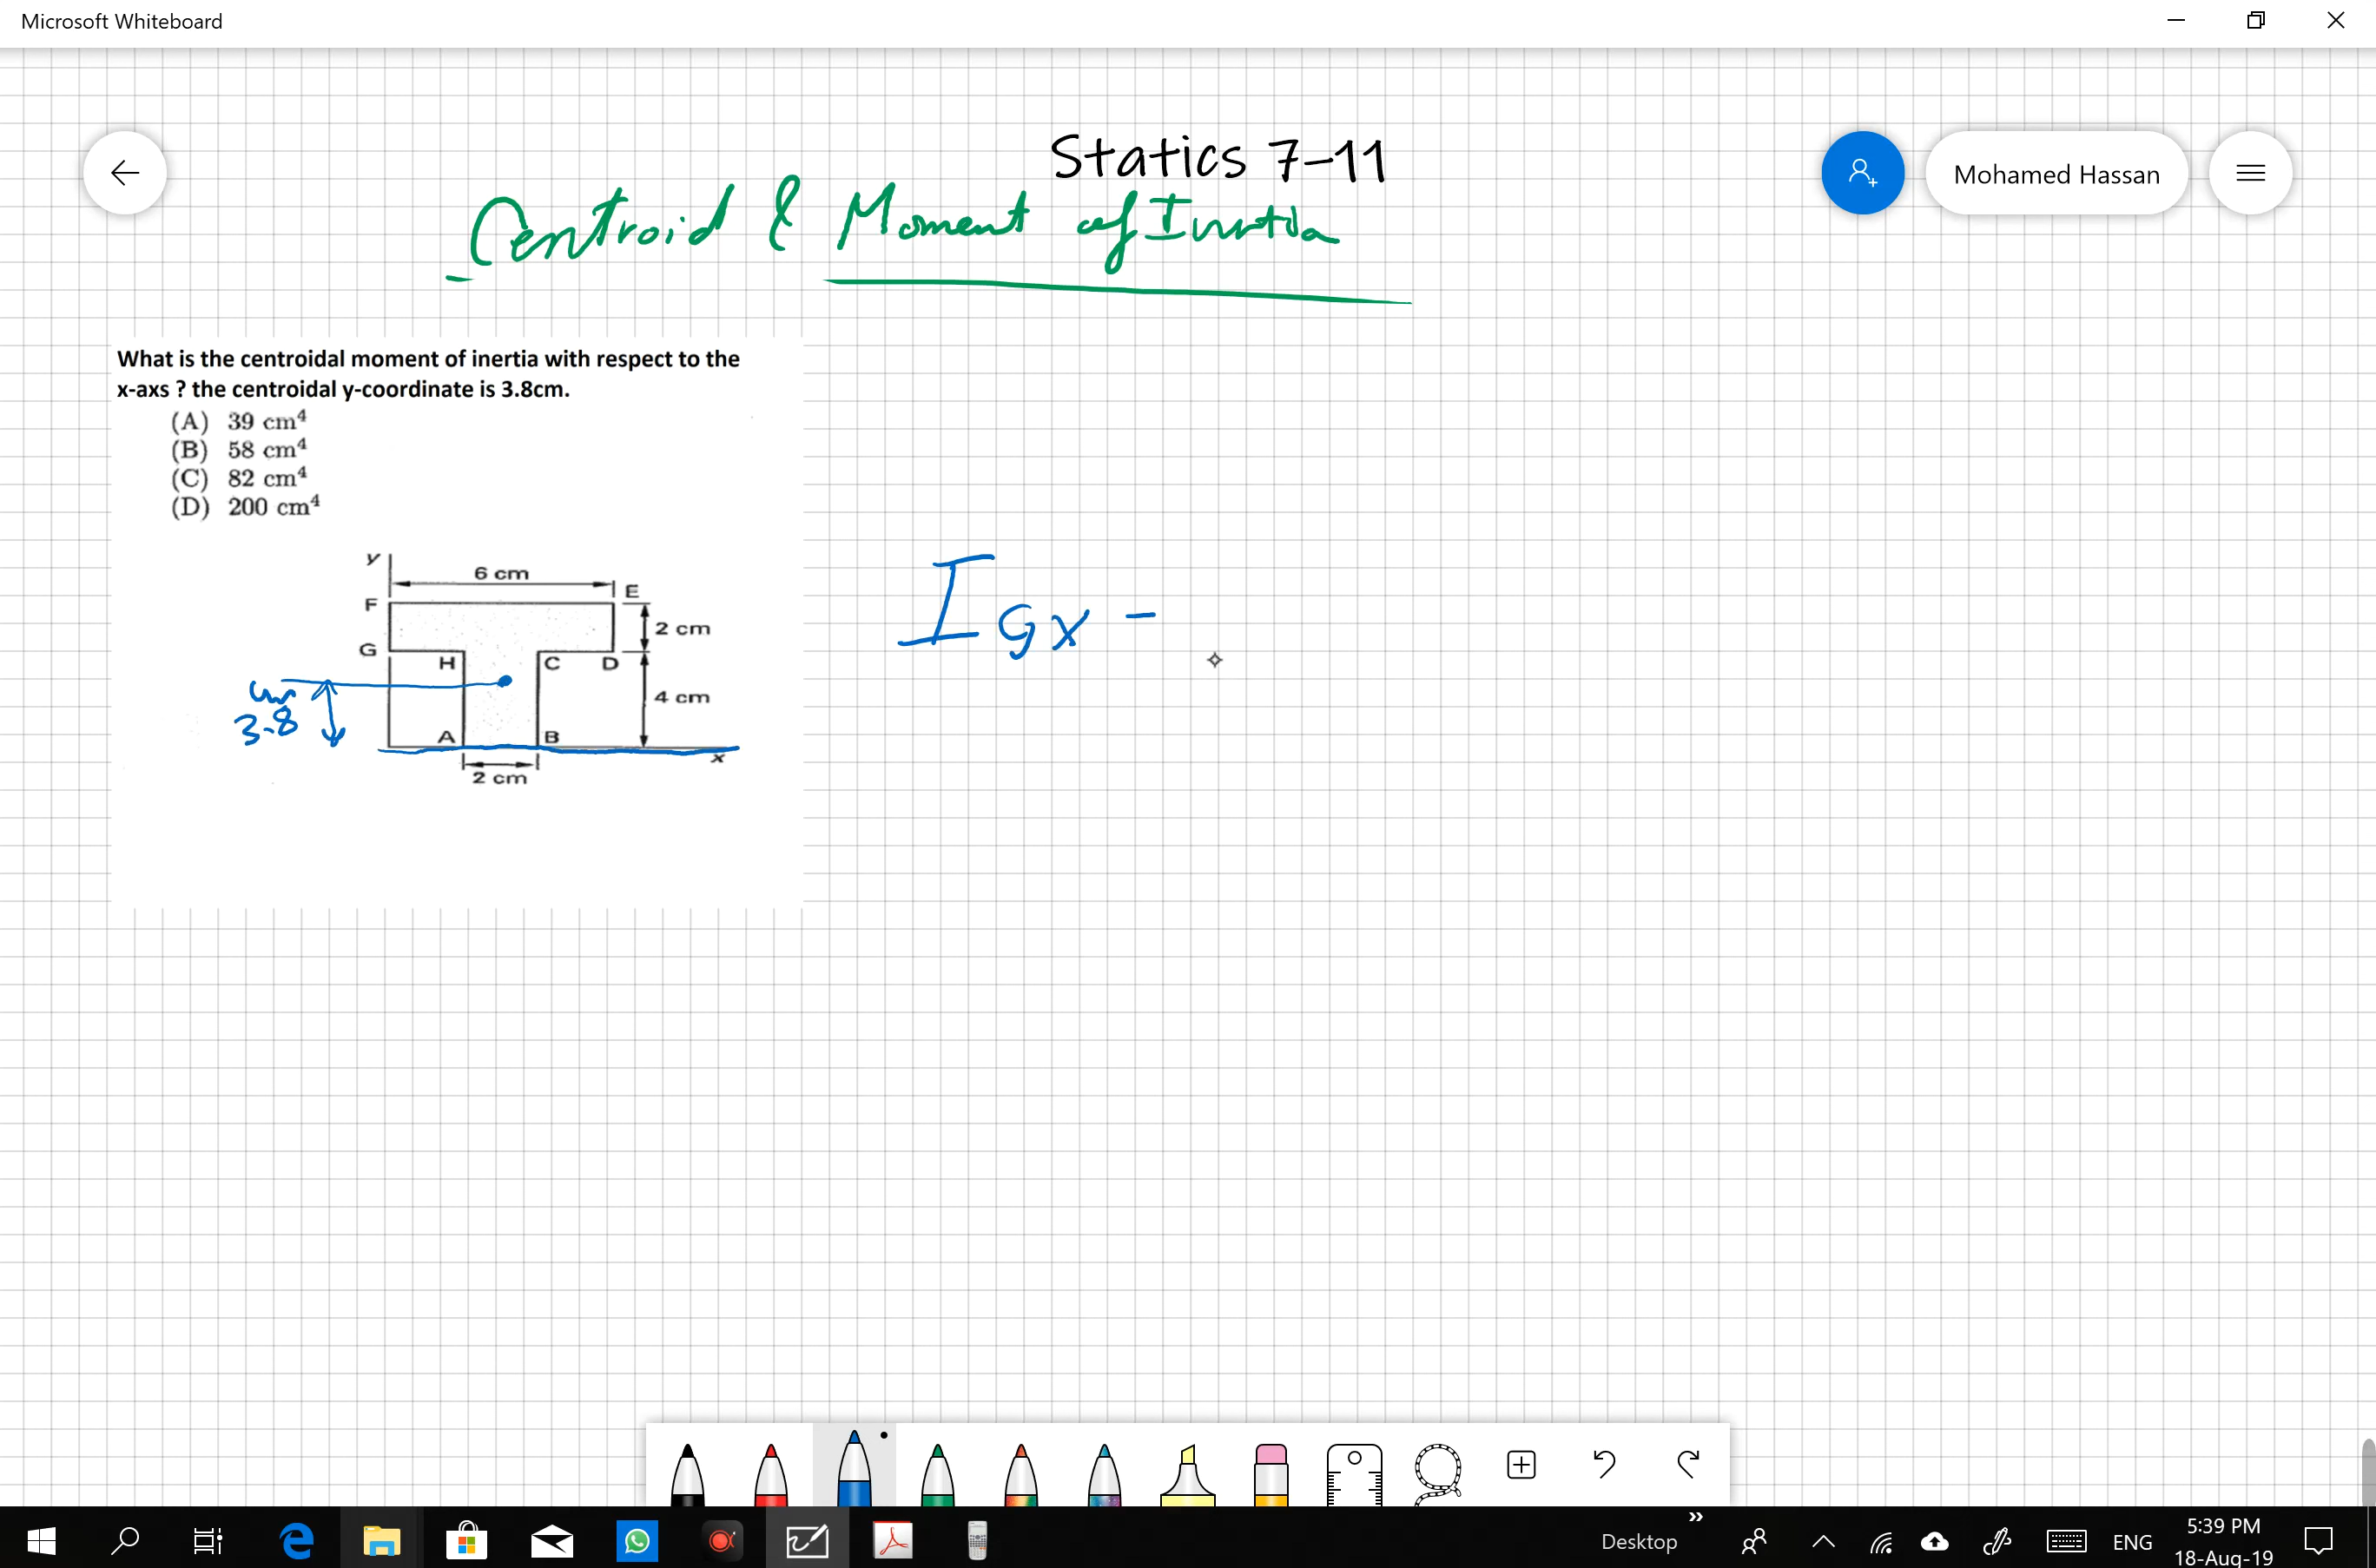 Microsoft Whiteboard
Statics 7-11
Mohamed Hassan
Centroid & Moment of Inertia
What is the centroidal moment of inertia with respect to the
x-axs ? the centroidal y-coordinate is 3.8cm.
(A) 39 cm⁴
(B) 58 cm⁴
(C) 82 cm⁴
(D) 200 cm⁴
y
6 cm
E
F
2 cm
G
H
C
D
4 cm
3.8
A
B
x
2 cm
I Gx -
Desktop
ENG
5:39 PM
18-Aug-19